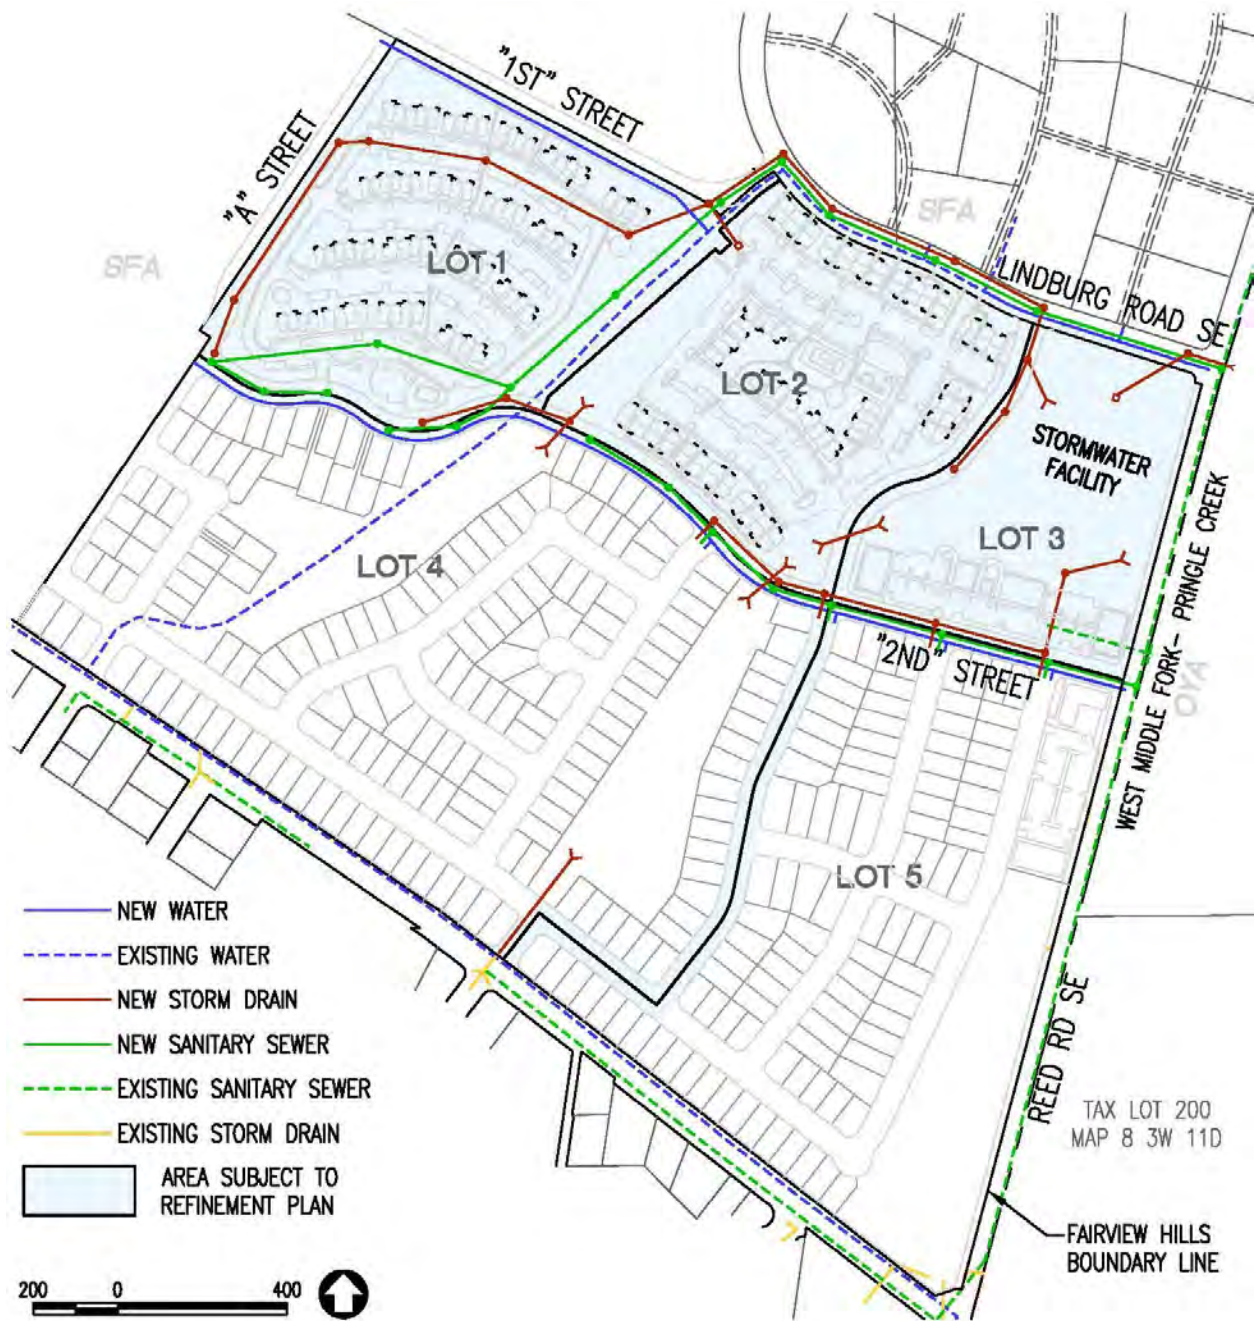 "1ST" STREET
"A" STREET
SFA
SFA
LOT 1
LINDBURG ROAD SE
LOT 2
STORMWATER
FACILITY
LOT 3
LOT 4
"2ND" STREET
WEST MIDDLE FORK- PRINGLE CREEK
OYA
LOT 5
NEW WATER
EXISTING WATER
NEW STORM DRAIN
NEW SANITARY SEWER
EXISTING SANITARY SEWER
EXISTING STORM DRAIN
AREA SUBJECT TO
REFINEMENT PLAN
REED RD SE
TAX LOT 200
MAP 8 3W 11D
FAIRVIEW HILLS
BOUNDARY LINE
200 0 400